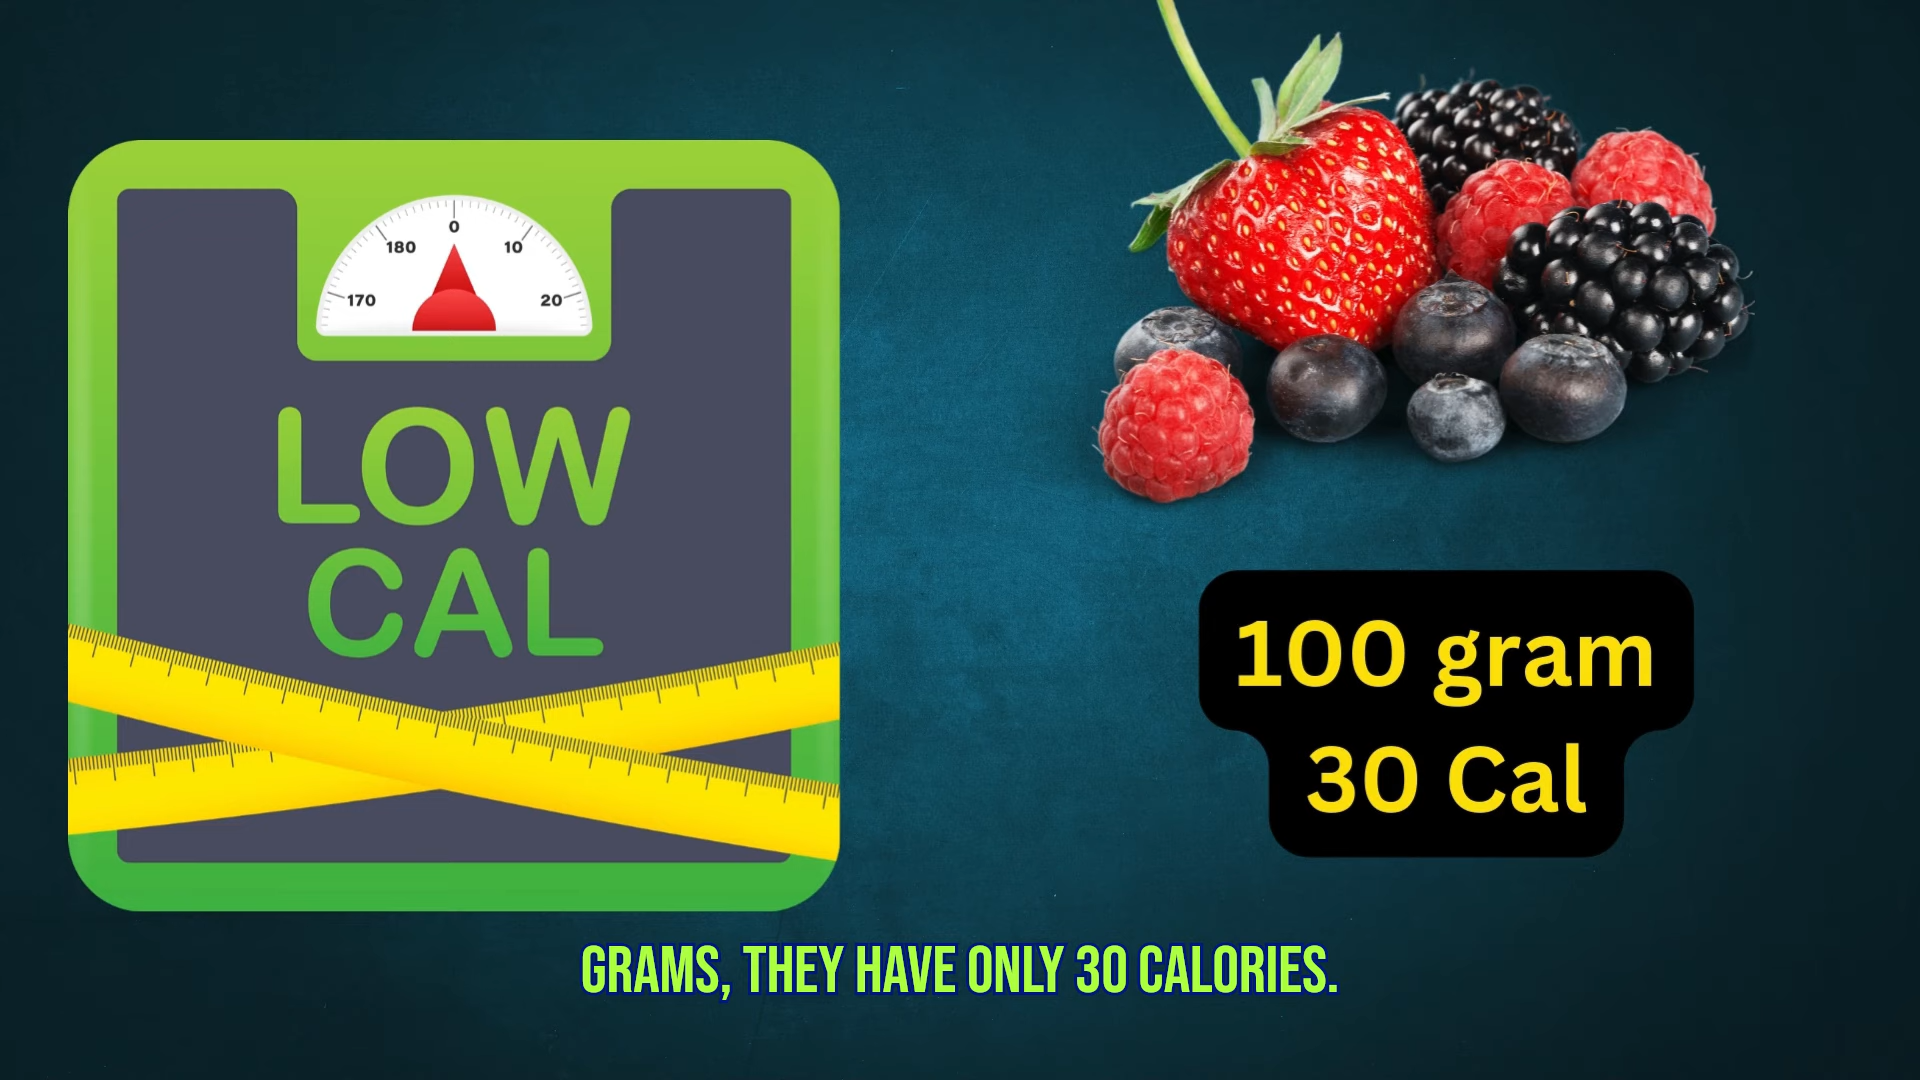 0
180
10
170
20
LOW
CAL
100 gram
30 Cal
GRAMS, THEY HAVE ONLY 30 CALORIES.